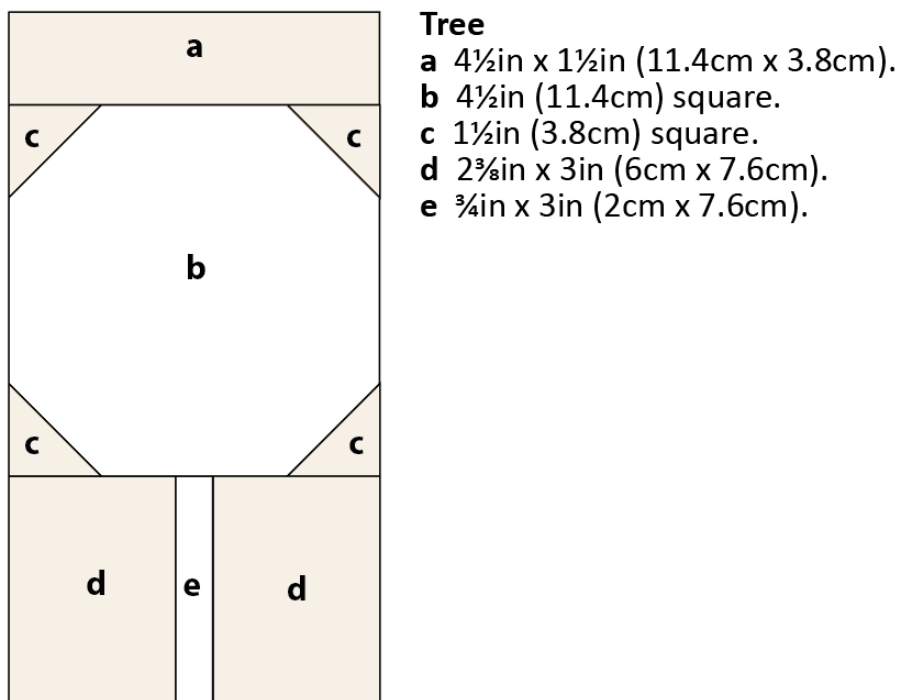 a
c c
b
c c
d e d
Tree
a 4½in x 1½in (11.4cm x 3.8cm).
b 4½in (11.4cm) square.
c 1½in (3.8cm) square.
d 2⅜in x 3in (6cm x 7.6cm).
e ¾in x 3in (2cm x 7.6cm).